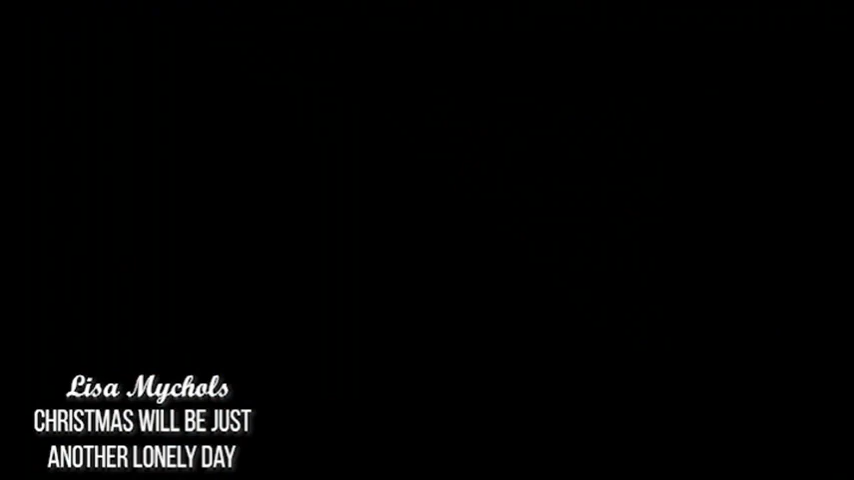 Lisa Mychols
CHRISTMAS WILL BE JUST
ANOTHER LONELY DAY